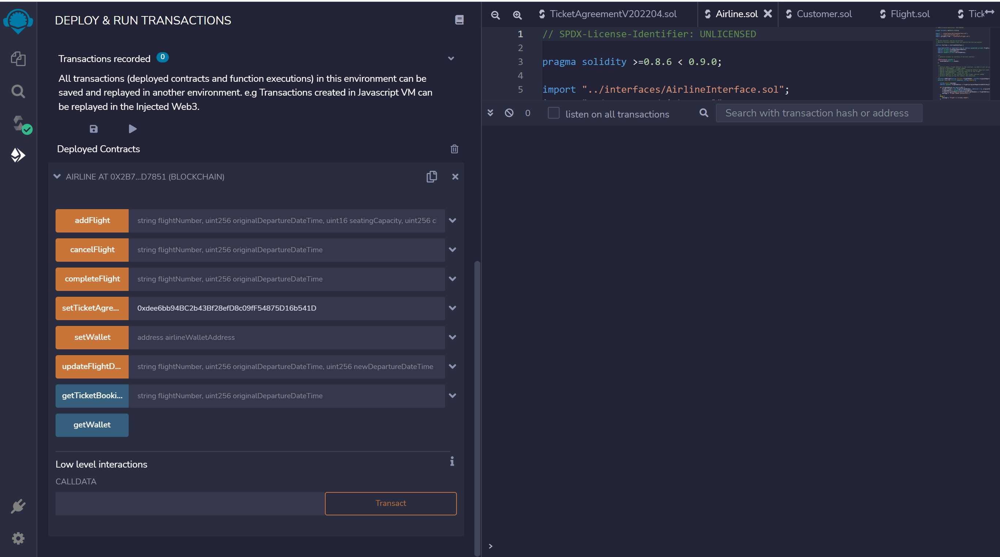 DEPLOY & RUN TRANSACTIONS
Transactions recorded 0
All transactions (deployed contracts and function executions) in this environment can be
saved and replayed in another environment. e.g Transactions created in Javascript VM can
be replayed in the Injected Web3.
Deployed Contracts
AIRLINE AT 0X2B7...D7851 (BLOCKCHAIN)
addFlight string flightNumber, uint256 originalDepartureDateTime, uint16 seatingCapacity, uint256 c
cancelFlight string flightNumber, uint256 originalDepartureDateTime
completeFlight string flightNumber, uint256 originalDepartureDateTime
setTicketAgre... 0xdee6bb94BC2b43Bf28efD8c09fF54875D16b541D
setWallet address airlineWalletAddress
updateFlightD... string flightNumber, uint256 originalDepartureDateTime, uint256 newDepartureDateTime
getTicketBooki... string flightNumber, uint256 originalDepartureDateTime
getWallet
Low level interactions
CALLDATA
Transact
TicketAgreementV202204.sol Airline.sol Customer.sol Flight.sol Tick
1 // SPDX-License-Identifier: UNLICENSED
2
3 pragma solidity >=0.8.6 < 0.9.0;
4
5 import "../interfaces/AirlineInterface.sol";
0 listen on all transactions Search with transaction hash or address
>